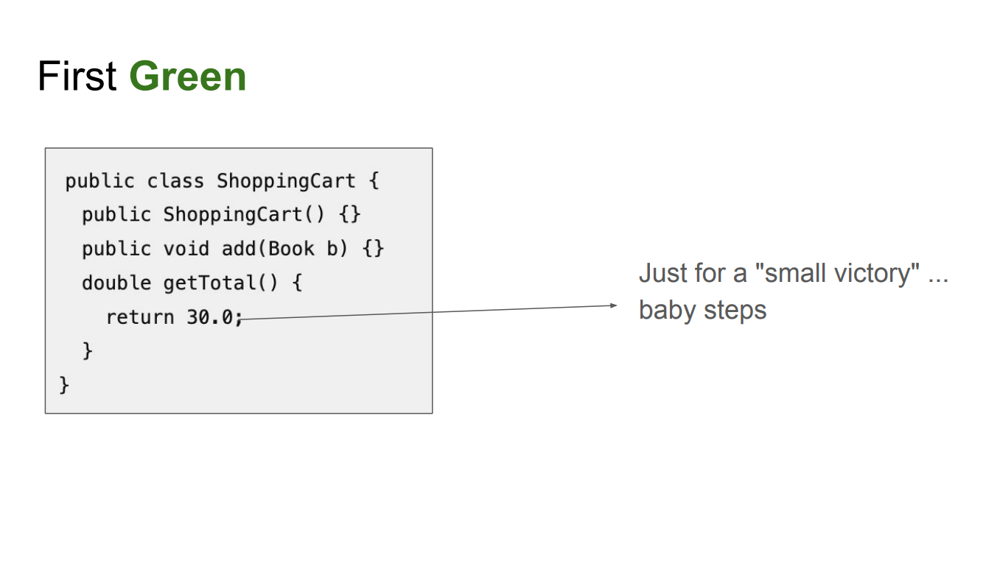 First Green
public class ShoppingCart {
public ShoppingCart() {}
public void add(Book b) {}
double getTotal() {
return 30.0;
}
}
Just for a "small victory" ...
baby steps